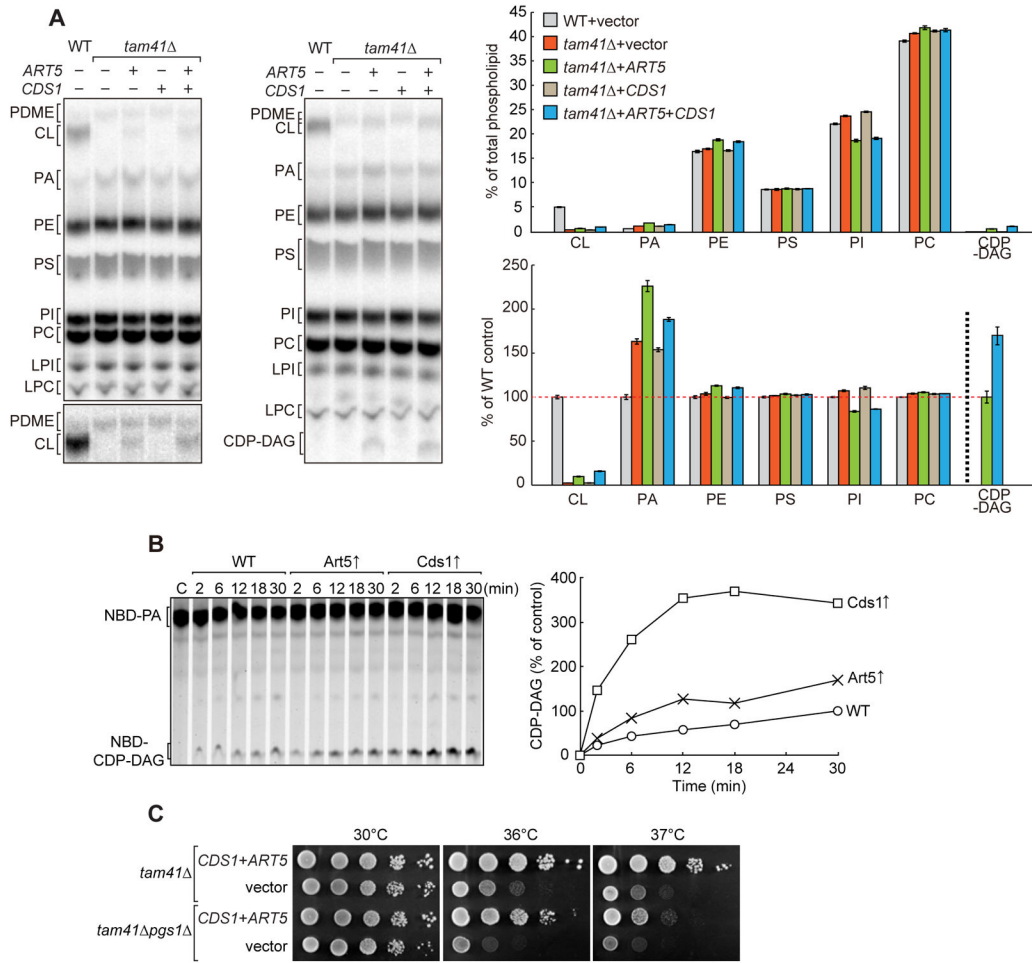 A
WT tam41Δ
ART5 – – + – +
CDS1 – – – + +
PDME
CL
PA
PE
PS
PI
PC
LPI
LPC
PDME
CL
WT tam41Δ
ART5 – – + – +
CDS1 – – – + +
PDME
CL
PA
PE
PS
PI
PC
LPI
LPC
CDP-DAG
% of total phospholipid
45
40
35
30
25
20
15
10
5
0
WT+vector
tam41Δ+vector
tam41Δ+ART5
tam41Δ+CDS1
tam41Δ+ART5+CDS1
CL PA PE PS PI PC CDP
-DAG
% of WT control
250
200
150
100
50
0
CL PA PE PS PI PC CDP
-DAG
B
WT Art5↑ Cds1↑
C 2 6 12 18 30 2 6 12 18 30 2 6 12 18 30 (min)
NBD-PA
NBD-
CDP-DAG
CDP-DAG (% of control)
400
300
200
100
0
Cds1↑
Art5↑
WT
0 6 12 18 24 30
Time (min)
C
30°C 36°C 37°C
tam41Δ
CDS1+ART5
vector
tam41Δpgs1Δ
CDS1+ART5
vector